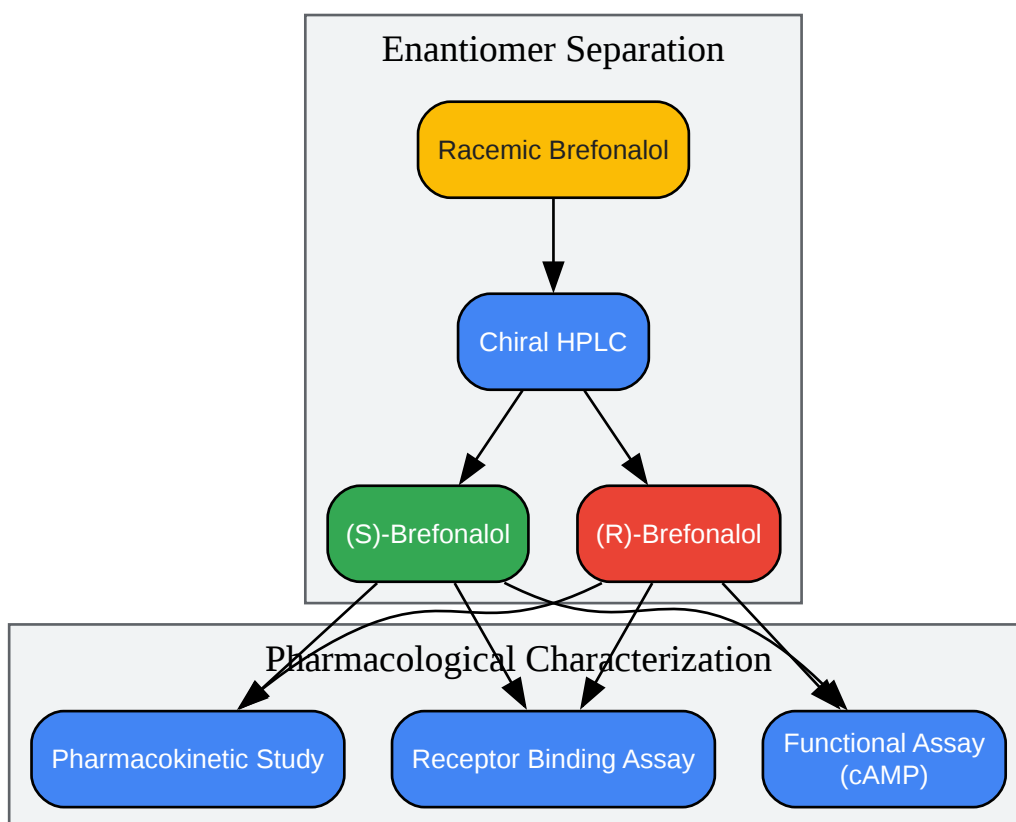 Enantiomer Separation
Racemic Brefonalol
Chiral HPLC
(S)-Brefonalol
(R)-Brefonalol
Pharmacological Characterization
Pharmacokinetic Study
Receptor Binding Assay
Functional Assay
(cAMP)